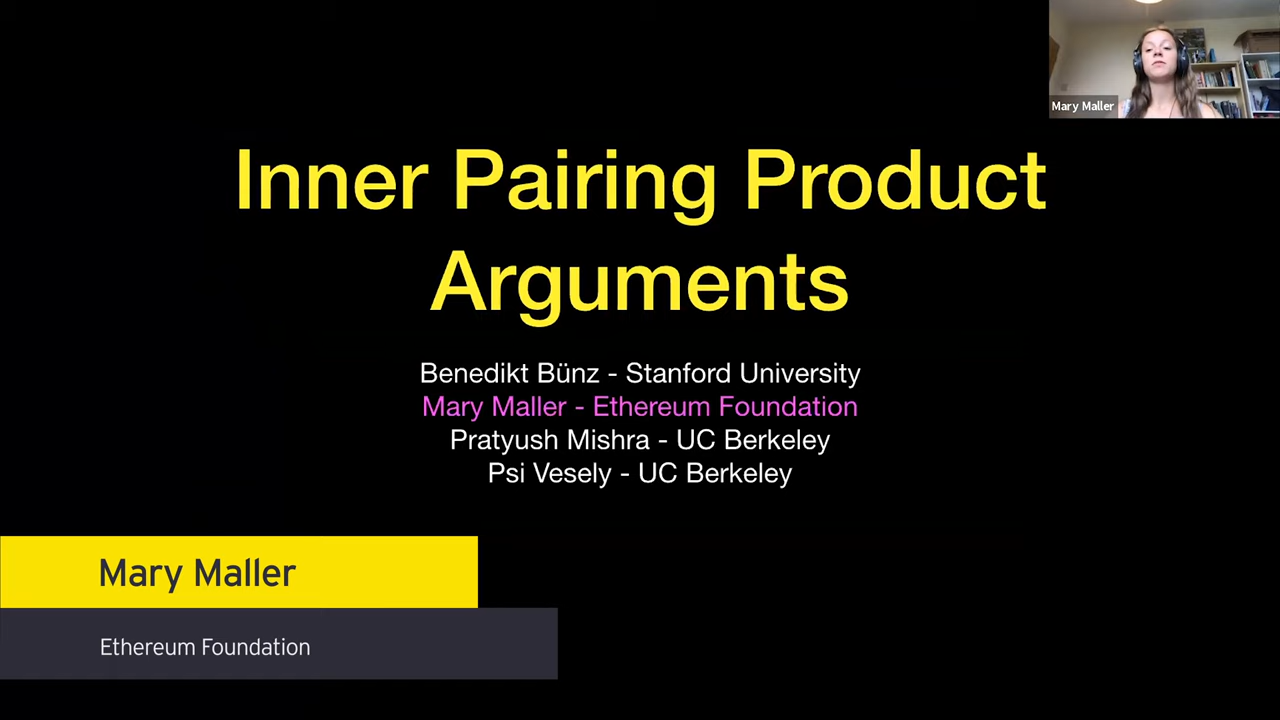 Mary Maller
Inner Pairing Product
Arguments
Benedikt Bünz - Stanford University
Mary Maller - Ethereum Foundation
Pratyush Mishra - UC Berkeley
Psi Vesely - UC Berkeley
Mary Maller
Ethereum Foundation